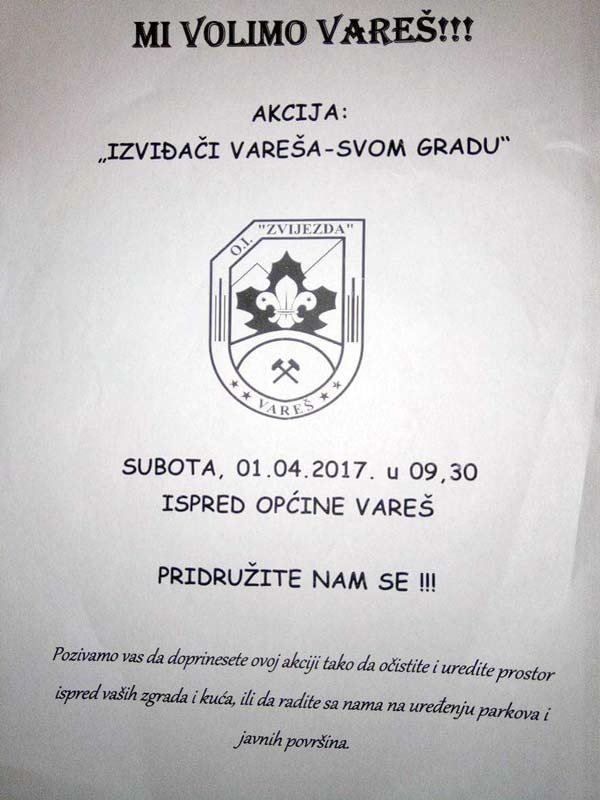 MI VOLIMO VAREŠ!!!
AKCIJA:
„IZVIĐAČI VAREŠA-SVOM GRADU“
O.I. "ZVIJEZDA"
VAREŠ
SUBOTA, 01.04.2017. u 09,30
ISPRED OPĆINE VAREŠ
PRIDRUŽITE NAM SE !!!
Pozivamo vas da doprinesete ovoj akciji tako da očistite i uredite prostor
ispred vaših zgrada i kuća, ili da radite sa nama na uređenju parkova i
javnih površina.